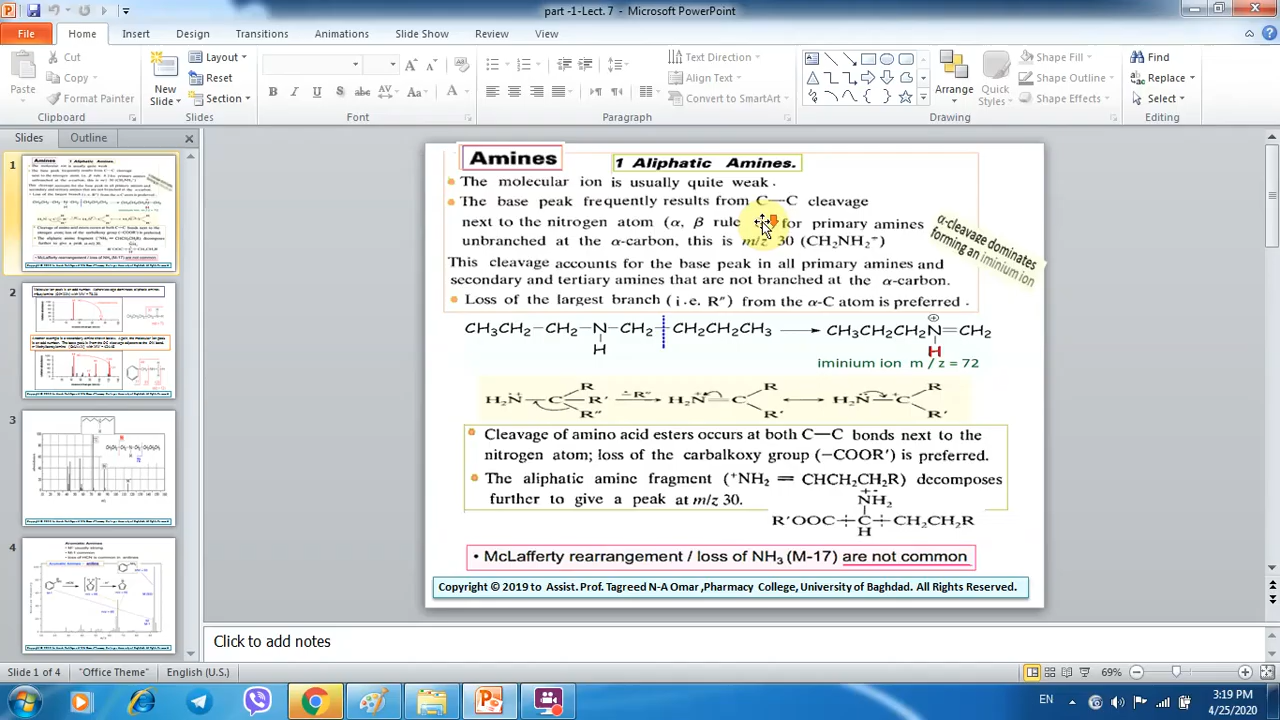 part -1-Lect. 7 - Microsoft PowerPoint
File Home Insert Design Transitions Animations Slide Show Review View
Cut
Copy
Format Painter
Paste
Clipboard
New
Slide
Layout
Reset
Section
Slides
Font
Paragraph
Text Direction
Align Text
Convert to SmartArt
Arrange
Quick
Styles
Shape Fill
Shape Outline
Shape Effects
Drawing
Find
Replace
Select
Editing
Slides Outline
1
2
3
4
Amines
1 Aliphatic Amines.
The molecular ion is usually quite weak.
The base peak frequently results from C—C cleavage
next nitrogen atom (α, β rule for primary amines
unbranched at the α-carbon, this is m/z 30 (CH2NH2+)
α-cleavage dominates
forming an iminium ion
This cleavage accounts for the base peak in all primary amines and
secondary and tertiary amines that are not branched at the α-carbon.
Loss of the largest branch (i.e. R″) from the α-C atom is preferred.
CH3CH2-CH2-N-CH2-CH2CH2CH3 → CH3CH2CH2N=CH2
H H
iminium ion m / z = 72
H2N—C R R' R″ -R″ H2N=C R R' ↔ H2N—C R R'
Cleavage of amino acid esters occurs at both C—C bonds next to the
nitrogen atom; loss of the carbalkoxy group (−COOR′) is preferred.
The aliphatic amine fragment (+NH2 = CHCH2CH2R) decomposes
further to give a peak at m/z 30.
NH2
R′OOC—C—CH2CH2R
H
• McLafferty rearrangement / loss of NH3 (M-17) are not common
Copyright © 2020 Assist. Prof. Tagreed N-A Omar ,Pharmacy College, University of Baghdad. All Rights Reserved.
Click to add notes
Slide 1 of 4 "Office Theme" English (U.S.) 69%
EN 3:19 PM
4/25/2020